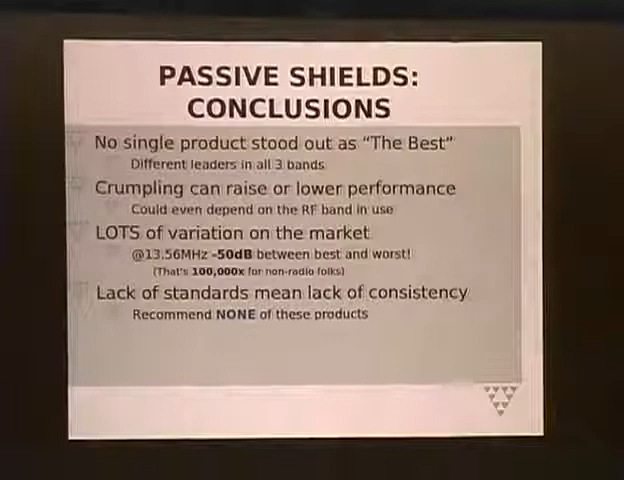 PASSIVE SHIELDS:
CONCLUSIONS
No single product stood out as “The Best”
Different leaders in all 3 bands
Crumpling can raise or lower performance
Could even depend on the RF band in use
LOTS of variation on the market
@13.56MHz -50dB between best and worst!
(That's 100,000x for non-radio folks)
Lack of standards mean lack of consistency
Recommend NONE of these products